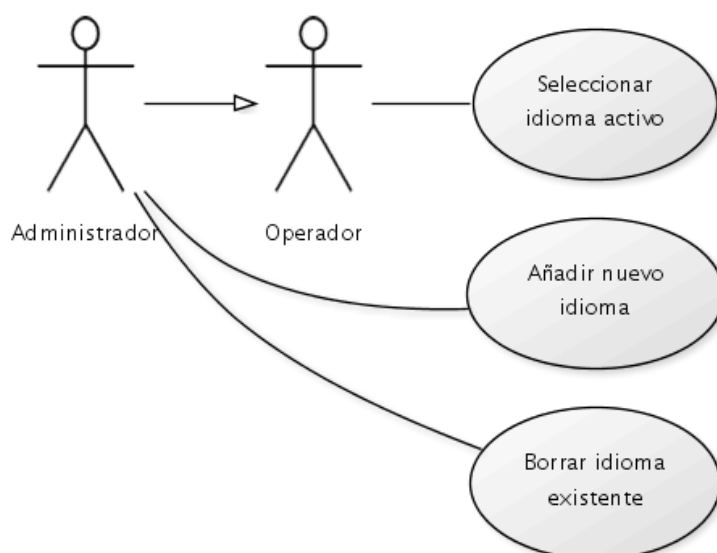 Seleccionar
idioma activo
Administrador
Operador
Añadir nuevo
idioma
Borrar idioma
existente